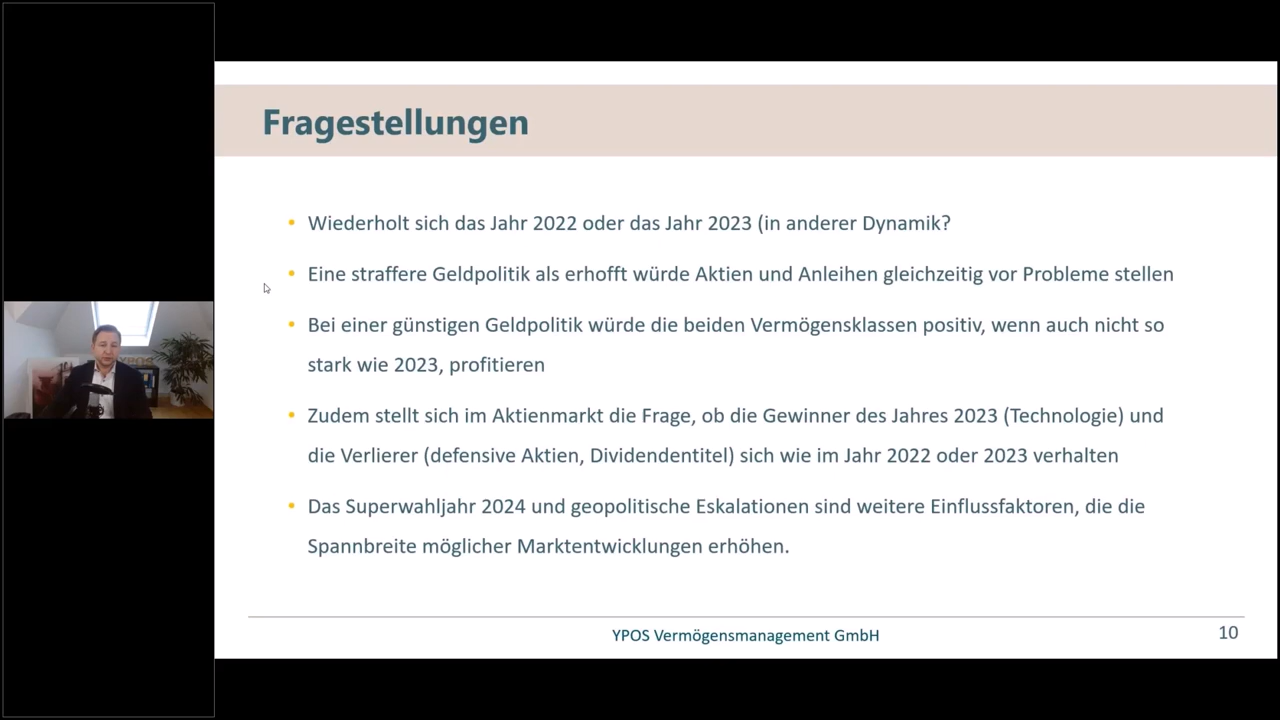 Fragestellungen
• Wiederholt sich das Jahr 2022 oder das Jahr 2023 (in anderer Dynamik?
• Eine straffere Geldpolitik als erhofft würde Aktien und Anleihen gleichzeitig vor Probleme stellen
• Bei einer günstigen Geldpolitik würde die beiden Vermögensklassen positiv, wenn auch nicht so
stark wie 2023, profitieren
• Zudem stellt sich im Aktienmarkt die Frage, ob die Gewinner des Jahres 2023 (Technologie) und
die Verlierer (defensive Aktien, Dividendentitel) sich wie im Jahr 2022 oder 2023 verhalten
• Das Superwahljahr 2024 und geopolitische Eskalationen sind weitere Einflussfaktoren, die die
Spannbreite möglicher Marktentwicklungen erhöhen.
YPOS Vermögensmanagement GmbH
10
YPOS